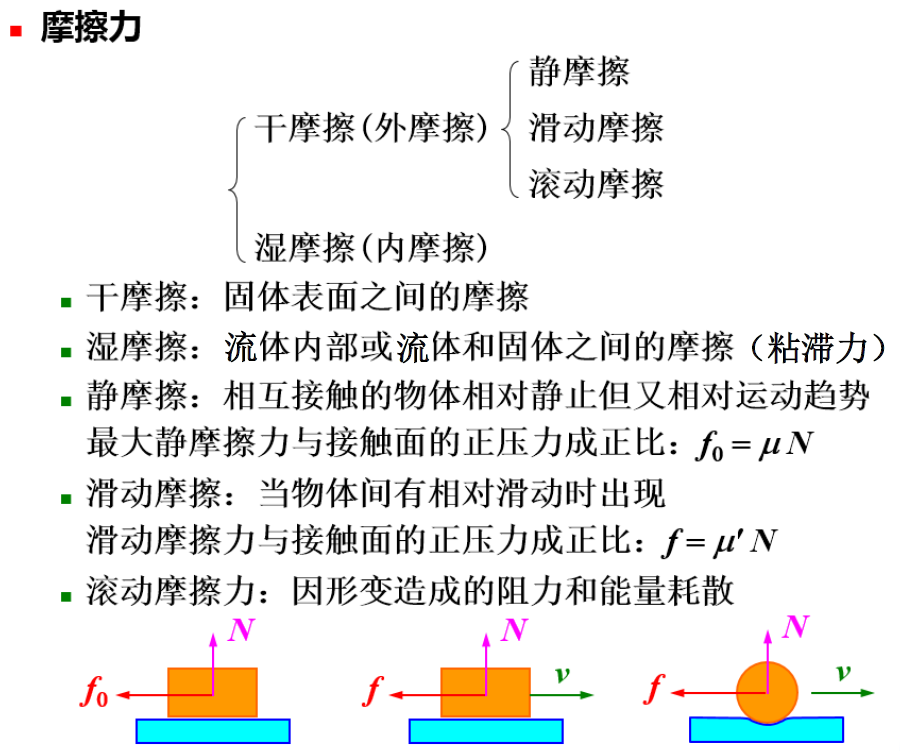 摩擦力
静摩擦
干摩擦(外摩擦)
滑动摩擦
滚动摩擦
湿摩擦(内摩擦)
干摩擦：固体表面之间的摩擦
湿摩擦：流体内部或流体和固体之间的摩擦（粘滞力）
静摩擦：相互接触的物体相对静止但又相对运动趋势
最大静摩擦力与接触面的正压力成正比：f₀ = μ N
滑动摩擦：当物体间有相对滑动时出现
滑动摩擦力与接触面的正压力成正比：f = μ′ N
滚动摩擦力：因形变造成的阻力和能量耗散
N N N
f₀ f v f v